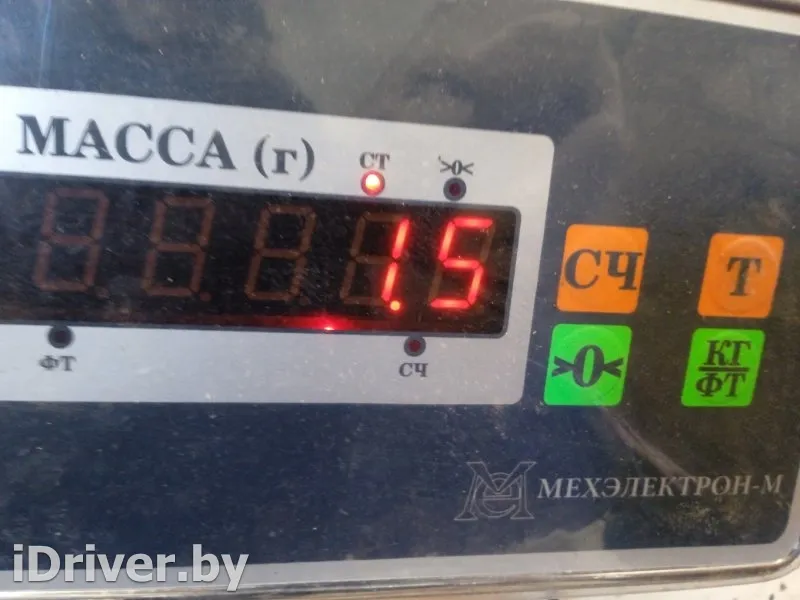 МАССА (г)
СТ
>0<
1.5
ФТ
СЧ
СЧ
Т
>0<
КГ
ФТ
МЕХЭЛЕКТРОН-М
iDriver.by